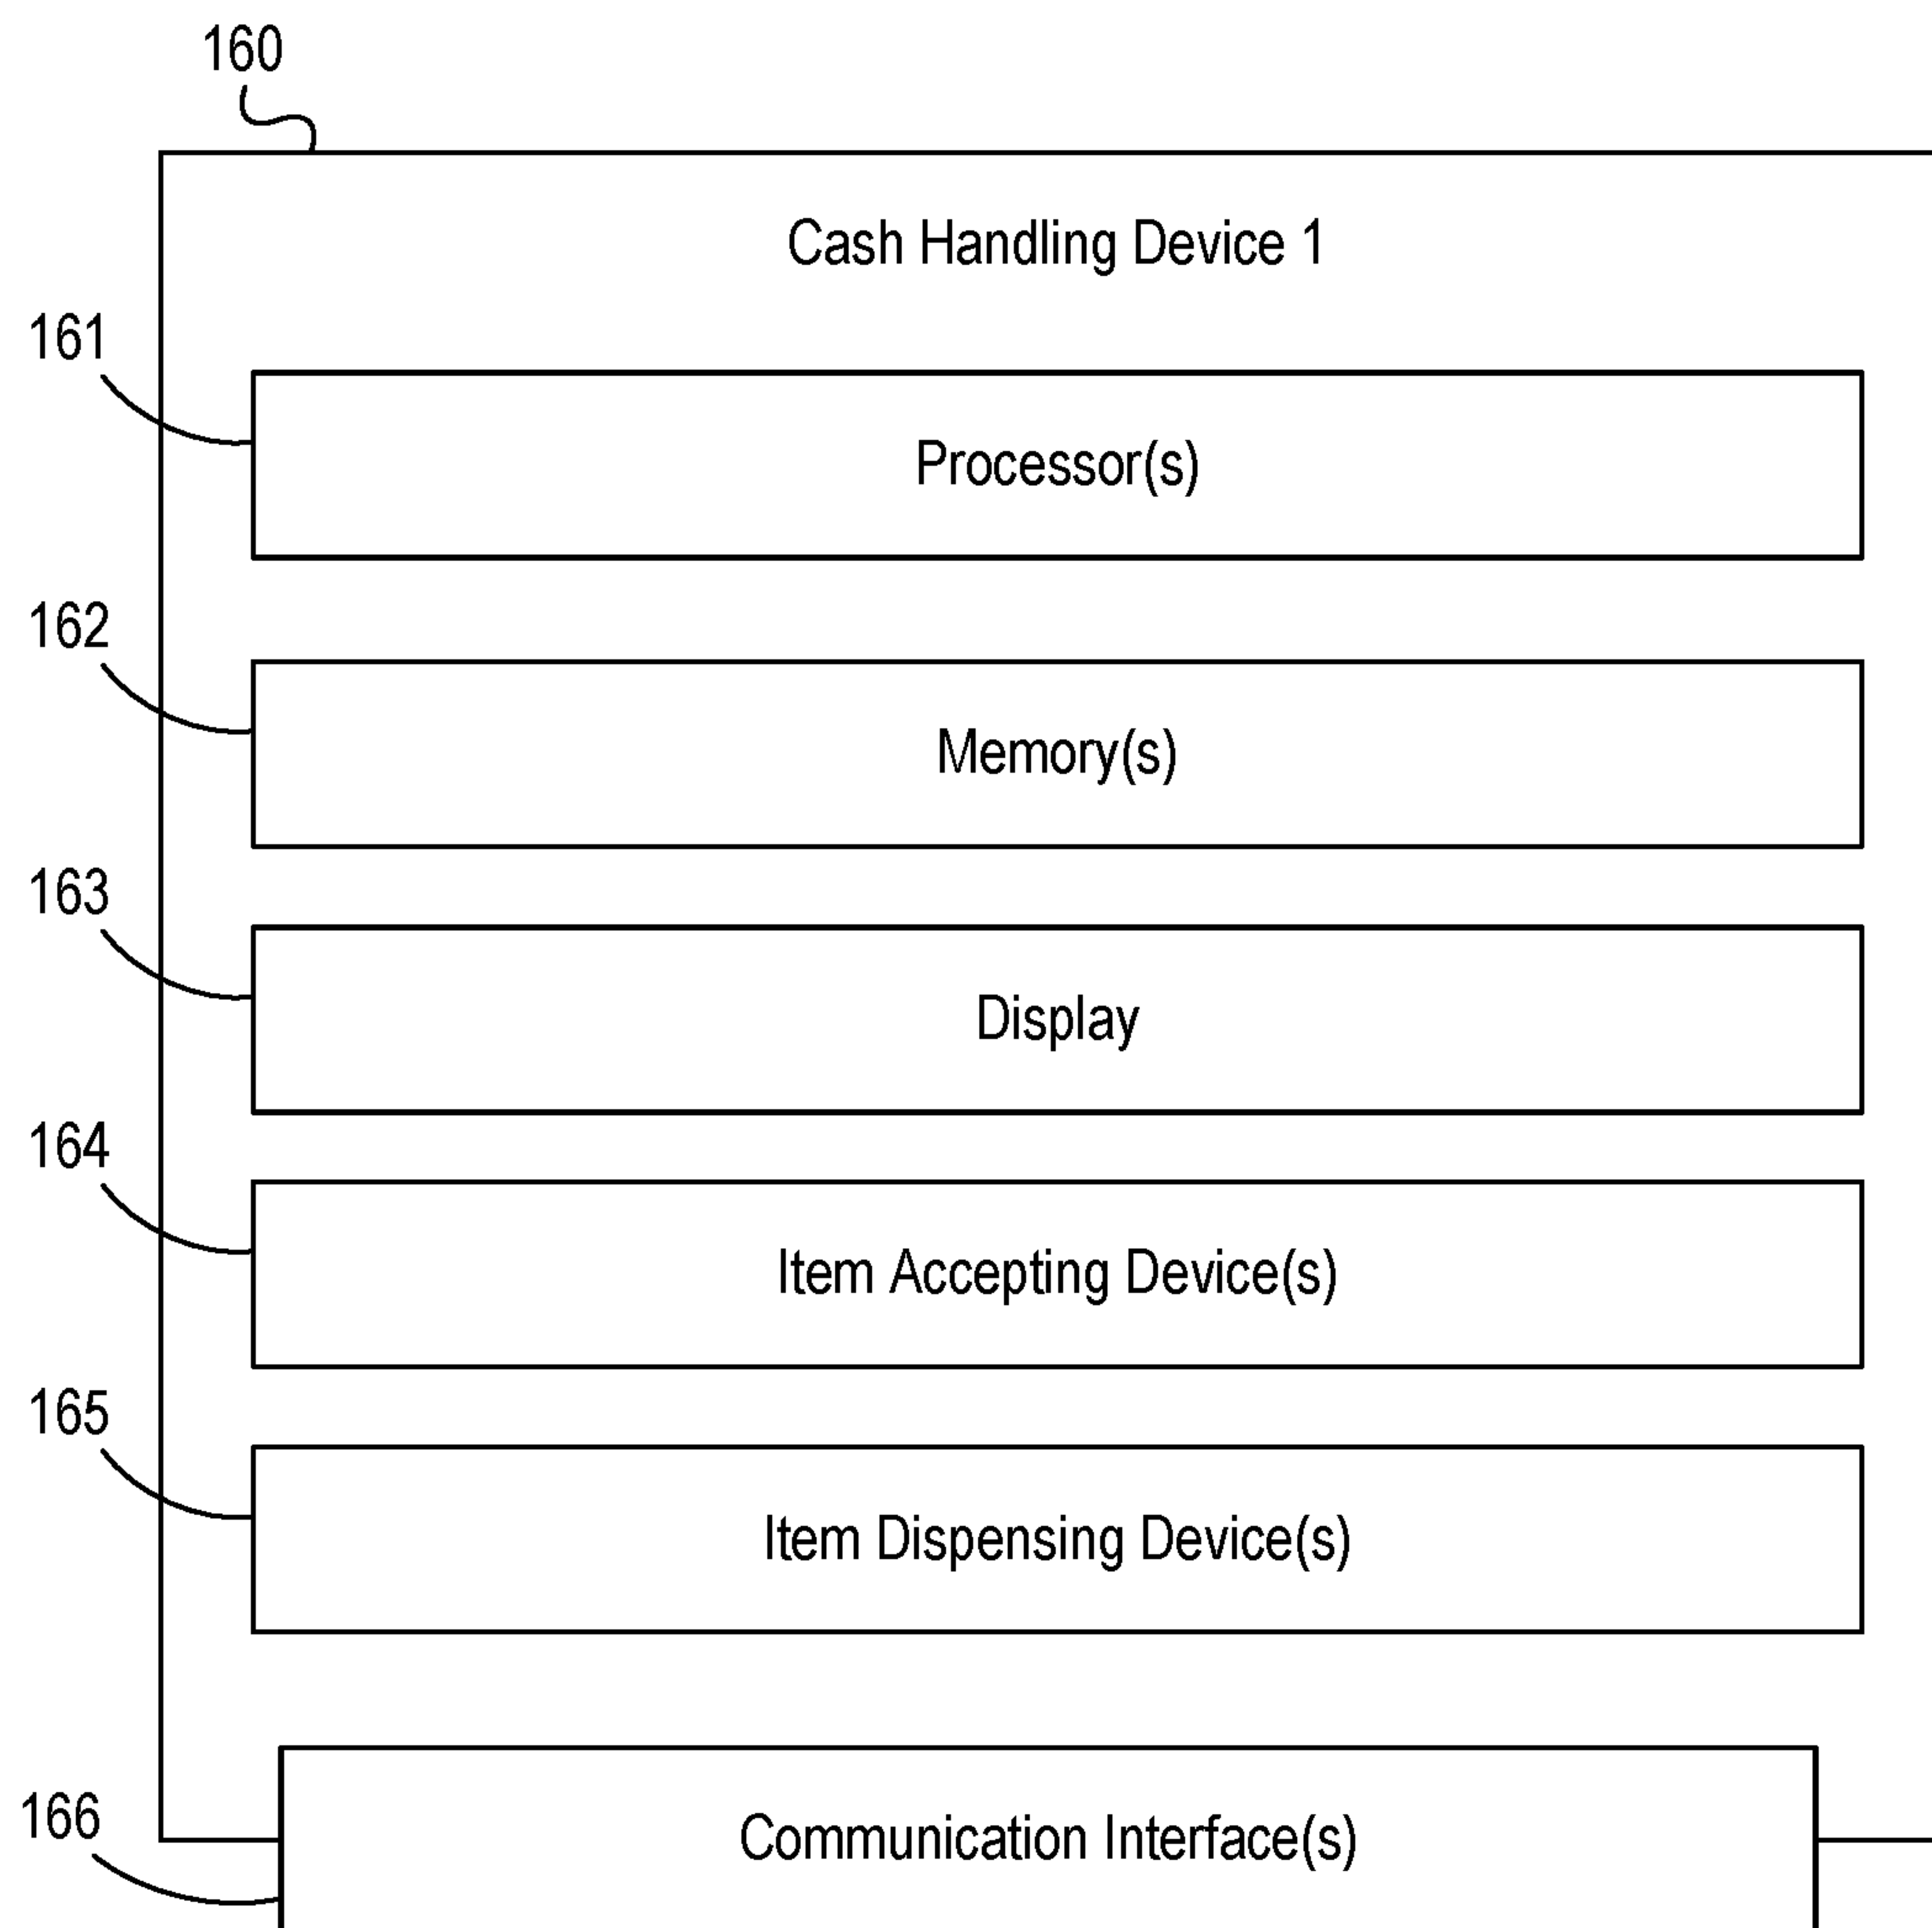 160
Cash Handling Device 1
161
Processor(s)
162
Memory(s)
163
Display
164
Item Accepting Device(s)
165
Item Dispensing Device(s)
166
Communication Interface(s)